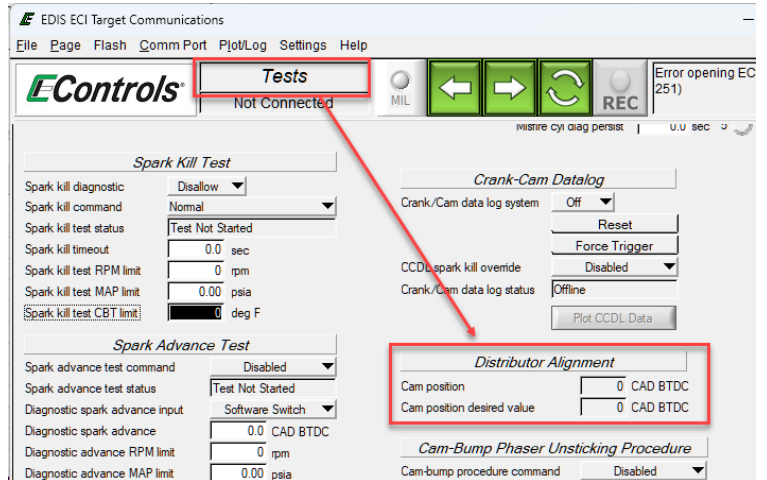 EDIS ECI Target Communications
File Page Flash Comm Port Plot/Log Settings Help
EControls
Tests
Not Connected
MIL
REC
Error opening EC
251)
Misfire cyl diag persist 0.0 sec
Spark Kill Test
Spark kill diagnostic Disallow
Spark kill command Normal
Spark kill test status Test Not Started
Spark kill timeout 0.0 sec
Spark kill test RPM limit 0 rpm
Spark kill test MAP limit 0.00 psia
Spark kill test CBT limit 0 deg F
Spark Advance Test
Spark advance test command Disabled
Spark advance test status Test Not Started
Diagnostic spark advance input Software Switch
Diagnostic spark advance 0.0 CAD BTDC
Diagnostic advance RPM limit 0 rpm
Diagnostic advance MAP limit 0.00 psia
Crank-Cam Datalog
Crank/Cam data log system Off
Reset
Force Trigger
CCDL spark kill override Disabled
Crank/Cam data log status Offline
Plot CCDL Data
Distributor Alignment
Cam position 0 CAD BTDC
Cam position desired value 0 CAD BTDC
Cam-Bump Phaser Unsticking Procedure
Cam-bump procedure command Disabled